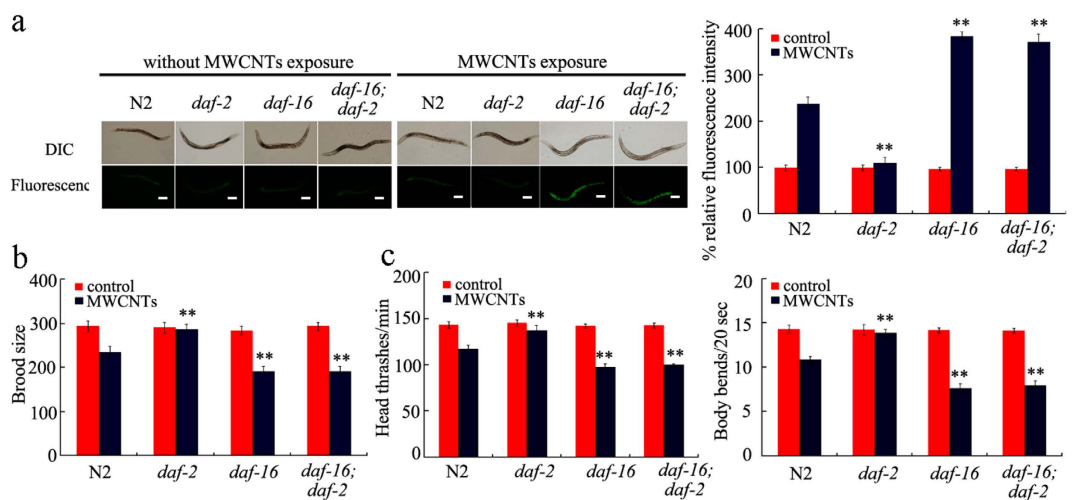 a
without MWCNTs exposure
MWCNTs exposure
N2
daf-2
daf-16
daf-16;
daf-2
N2
daf-2
daf-16
daf-16;
daf-2
DIC
Fluorescenc
% relative fluorescence intensity
control
MWCNTs
400
300
200
100
0
**
**
**
N2
daf-2
daf-16
daf-16;
daf-2
b
Brood size
control
MWCNTs
400
300
200
0
**
**
**
N2
daf-2
daf-16
daf-16;
daf-2
c
Head thrashes/min
control
MWCNTs
200
150
100
50
0
**
**
**
N2
daf-2
daf-16
daf-16;
daf-2
Body bends/20 sec
control
MWCNTs
20
15
10
5
0
**
**
**
N2
daf-2
daf-16
daf-16;
daf-2